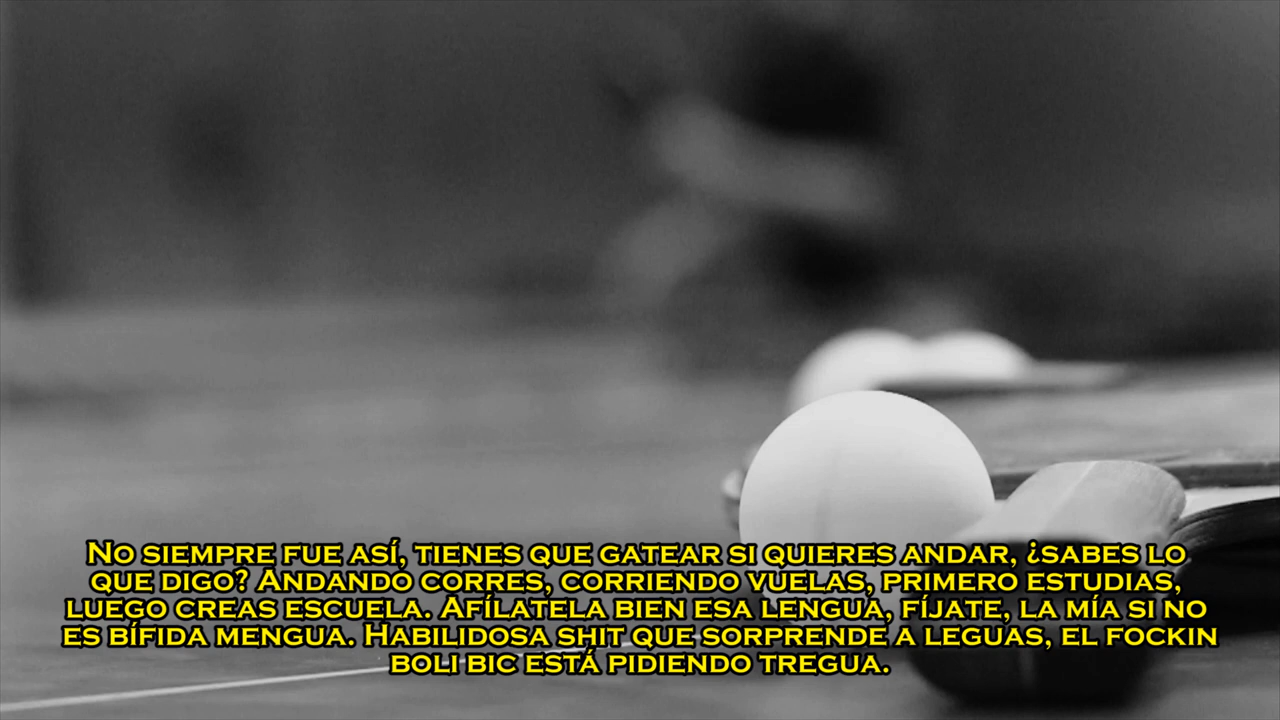 No siempre fue así, tienes que gatear si quieres andar, ¿sabes lo
que digo? Andando corres, corriendo vuelas, primero estudias,
luego creas escuela. Afílatela bien esa lengua, fíjate, la mía si no
es bífida mengua. Habilidosa shit que sorprende a leguas, el fockin
boli bic está pidiendo tregua.